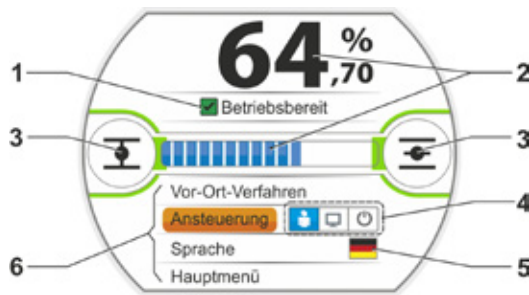 64,70 %
1
2
Betriebsbereit
3
3
Vor-Ort-Verfahren
4
Ansteuerung
Sprache
5
6
Hauptmenü